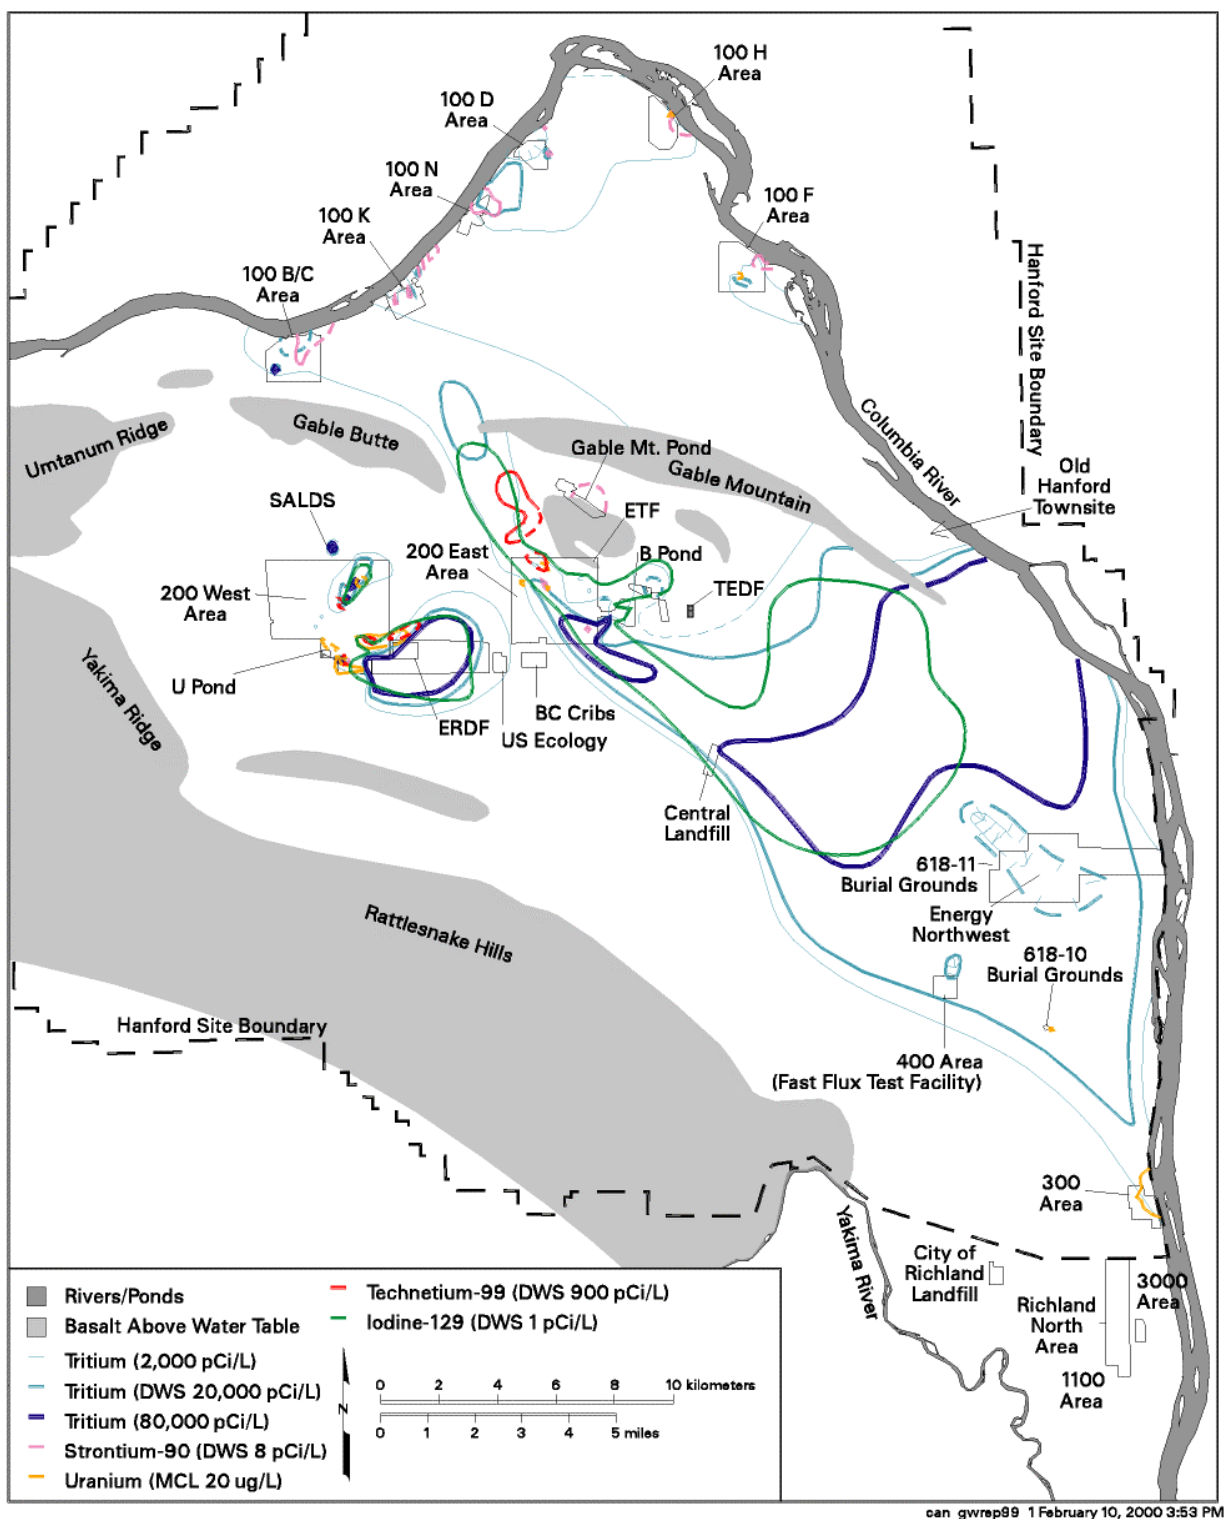 100 H
Area
100 D
Area
100 N
Area
100 F
Area
100 K
Area
100 B/C
Area
Hanford Site Boundary
Columbia River
Umtanum Ridge
Gable Butte
Gable Mt. Pond
Gable Mountain
Old
Hanford
Townsite
SALDS
ETF
200 East
Area
B Pond
TEDF
200 West
Area
U Pond
Yakima Ridge
ERDF
BC Cribs
US Ecology
Central
Landfill
618-11
Burial Grounds
Energy
Northwest
Rattlesnake Hills
618-10
Burial Grounds
Hanford Site Boundary
400 Area
(Fast Flux Test Facility)
300
Area
Yakima River
City of
Richland
Landfill
3000
Area
Richland
North
Area
1100
Area
Rivers/Ponds
Basalt Above Water Table
Tritium (2,000 pCi/L)
Tritium (DWS 20,000 pCi/L)
Tritium (80,000 pCi/L)
Strontium-90 (DWS 8 pCi/L)
Uranium (MCL 20 ug/L)
Technetium-99 (DWS 900 pCi/L)
Iodine-129 (DWS 1 pCi/L)
N
0 2 4 6 8 10 kilometers
0 1 2 3 4 5 miles
can_gwrep99_1 February 10, 2000 3:53 PM